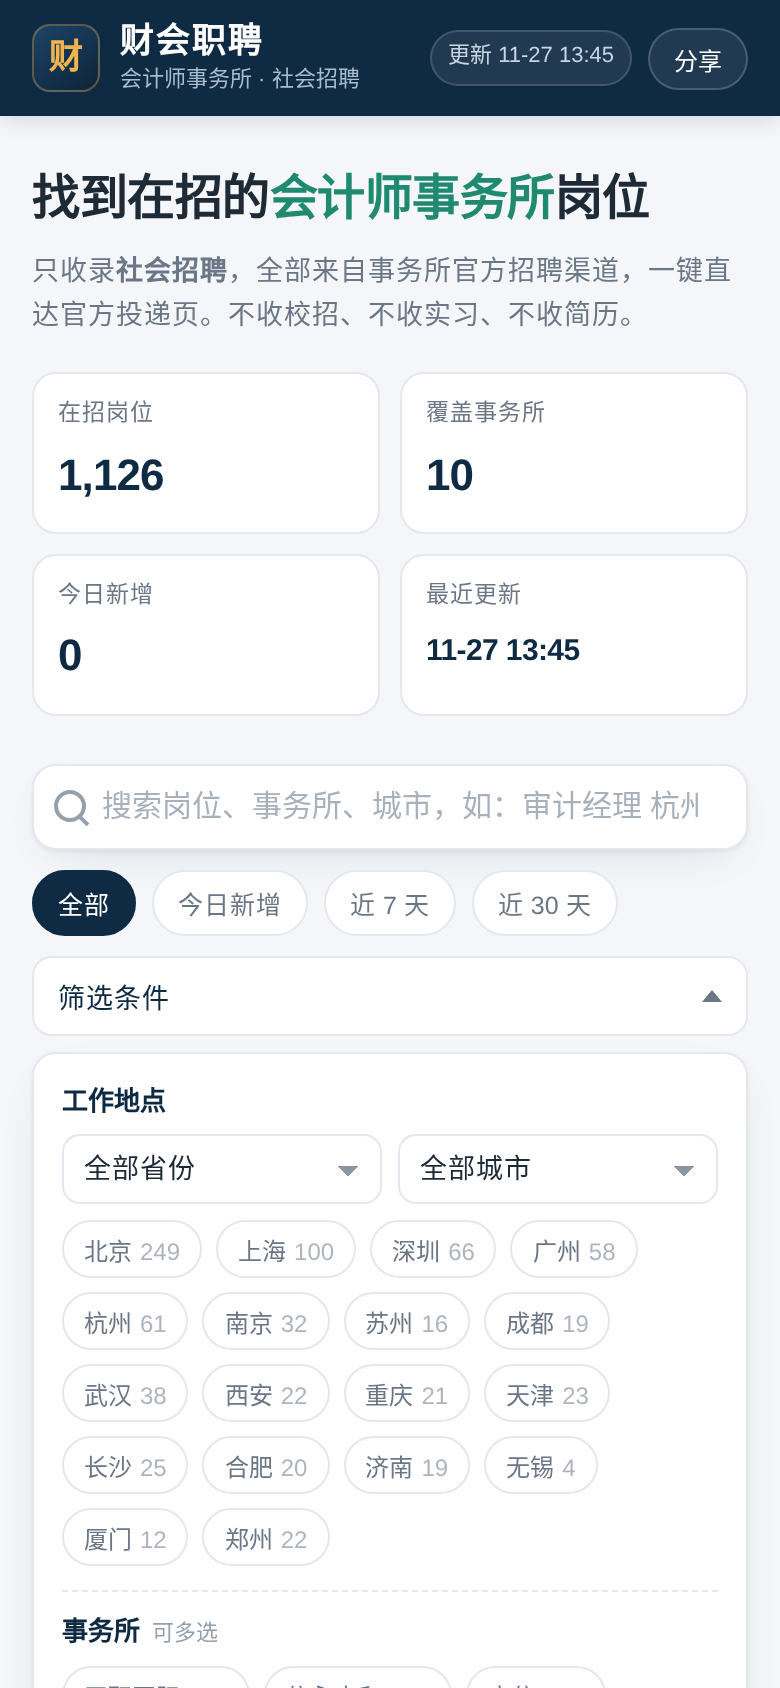 财
财会职聘
会计师事务所 · 社会招聘
更新 11-27 13:45
分享
找到在招的会计师事务所岗位
只收录社会招聘，全部来自事务所官方招聘渠道，一键直
达官方投递页。不收校招、不收实习、不收简历。
在招岗位
1,126
覆盖事务所
10
今日新增
0
最近更新
11-27 13:45
搜索岗位、事务所、城市，如：审计经理 杭州
全部
今日新增
近 7 天
近 30 天
筛选条件
工作地点
全部省份
全部城市
北京 249
上海 100
深圳 66
广州 58
杭州 61
南京 32
苏州 16
成都 19
武汉 38
西安 22
重庆 21
天津 23
长沙 25
合肥 20
济南 19
无锡 4
厦门 12
郑州 22
事务所 可多选